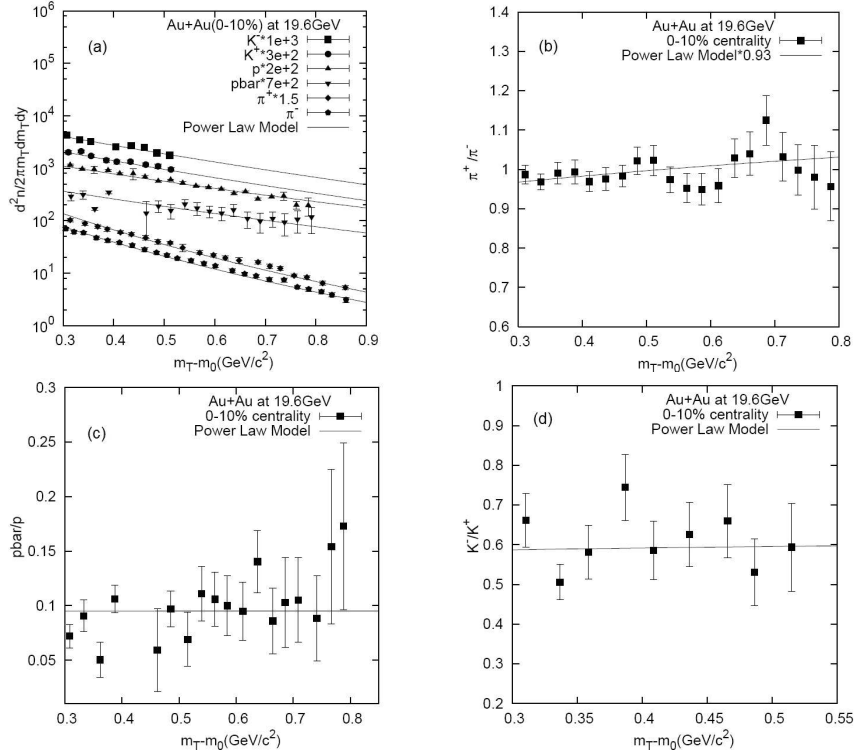 (a)
Au+Au(0-10%) at 19.6GeV
K⁻*1e+3
K⁺*3e+2
p*2e+2
pbar*7e+2
π⁺*1.5
π⁻
Power Law Model
d²n/2πm_Tdm_Tdy
10⁶
10⁵
10⁴
10³
10²
10¹
10⁰
0.3 0.4 0.5 0.6 0.7 0.8 0.9
m_T-m₀(GeV/c²)
(b)
Au+Au at 19.6GeV
0-10% centrality
Power Law Model*0.93
π⁺/π⁻
1.4
1.3
1.2
1.1
1
0.9
0.8
0.7
0.6
0.3 0.4 0.5 0.6 0.7 0.8
m_T-m₀(GeV/c²)
(c)
Au+Au at 19.6GeV
0-10% centrality
Power Law Model
pbar/p
0.3
0.25
0.2
0.15
0.1
0.05
0.3 0.4 0.5 0.6 0.7 0.8
m_T-m₀(GeV/c²)
(d)
Au+Au at 19.6GeV
0-10% centrality
Power Law Model
K⁻/K⁺
1
0.9
0.8
0.7
0.6
0.5
0.4
0.3
0.2
0.3 0.35 0.4 0.45 0.5 0.55
m_T-m₀(GeV/c²)